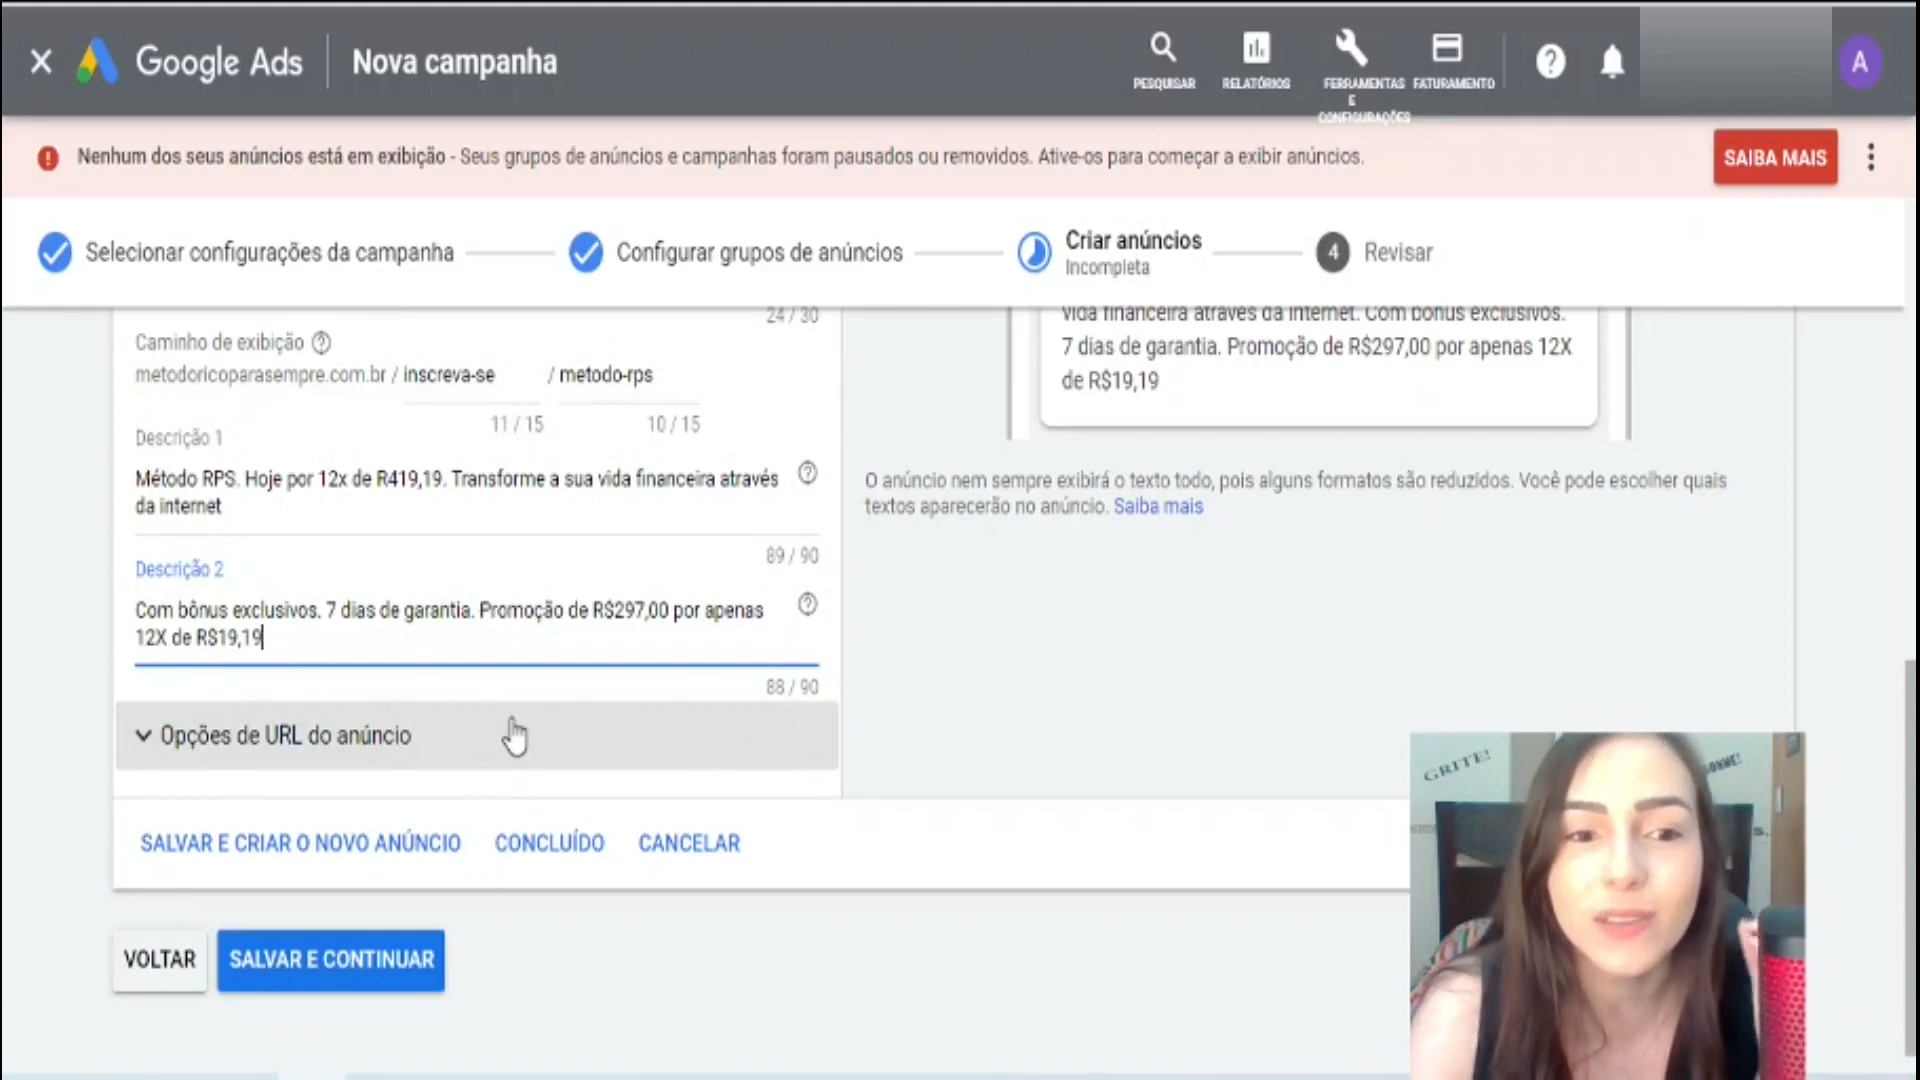 Google Ads
Nova campanha
PESQUISAR
RELATÓRIOS
FERRAMENTAS
E
CONFIGURAÇÕES
FATURAMENTO
A
Nenhum dos seus anúncios está em exibição - Seus grupos de anúncios e campanhas foram pausados ou removidos. Ative-os para começar a exibir anúncios.
SAIBA MAIS
Selecionar configurações da campanha
Configurar grupos de anúncios
Criar anúncios
Incompleta
4 Revisar
24 / 30
Caminho de exibição
metodoricoparasempre.com.br / inscreva-se / metodo-rps
11 / 15
10 / 15
Descrição 1
Método RPS. Hoje por 12x de R419,19. Transforme a sua vida financeira através
da internet
89 / 90
Descrição 2
Com bônus exclusivos. 7 dias de garantia. Promoção de R$297,00 por apenas
12X de R$19,19
88 / 90
Opções de URL do anúncio
SALVAR E CRIAR O NOVO ANÚNCIO
CONCLUÍDO
CANCELAR
VOLTAR
SALVAR E CONTINUAR
vida financeira através da internet. Com bônus exclusivos.
7 dias de garantia. Promoção de R$297,00 por apenas 12X
de R$19,19
O anúncio nem sempre exibirá o texto todo, pois alguns formatos são reduzidos. Você pode escolher quais
textos aparecerão no anúncio. Saiba mais
GRITE!